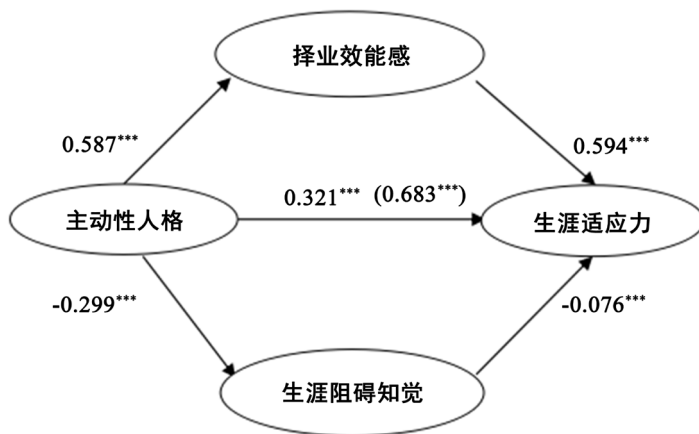 择业效能感
0.587***
0.594***
主动性人格
0.321*** (0.683***)
生涯适应力
-0.299***
-0.076***
生涯阻碍知觉